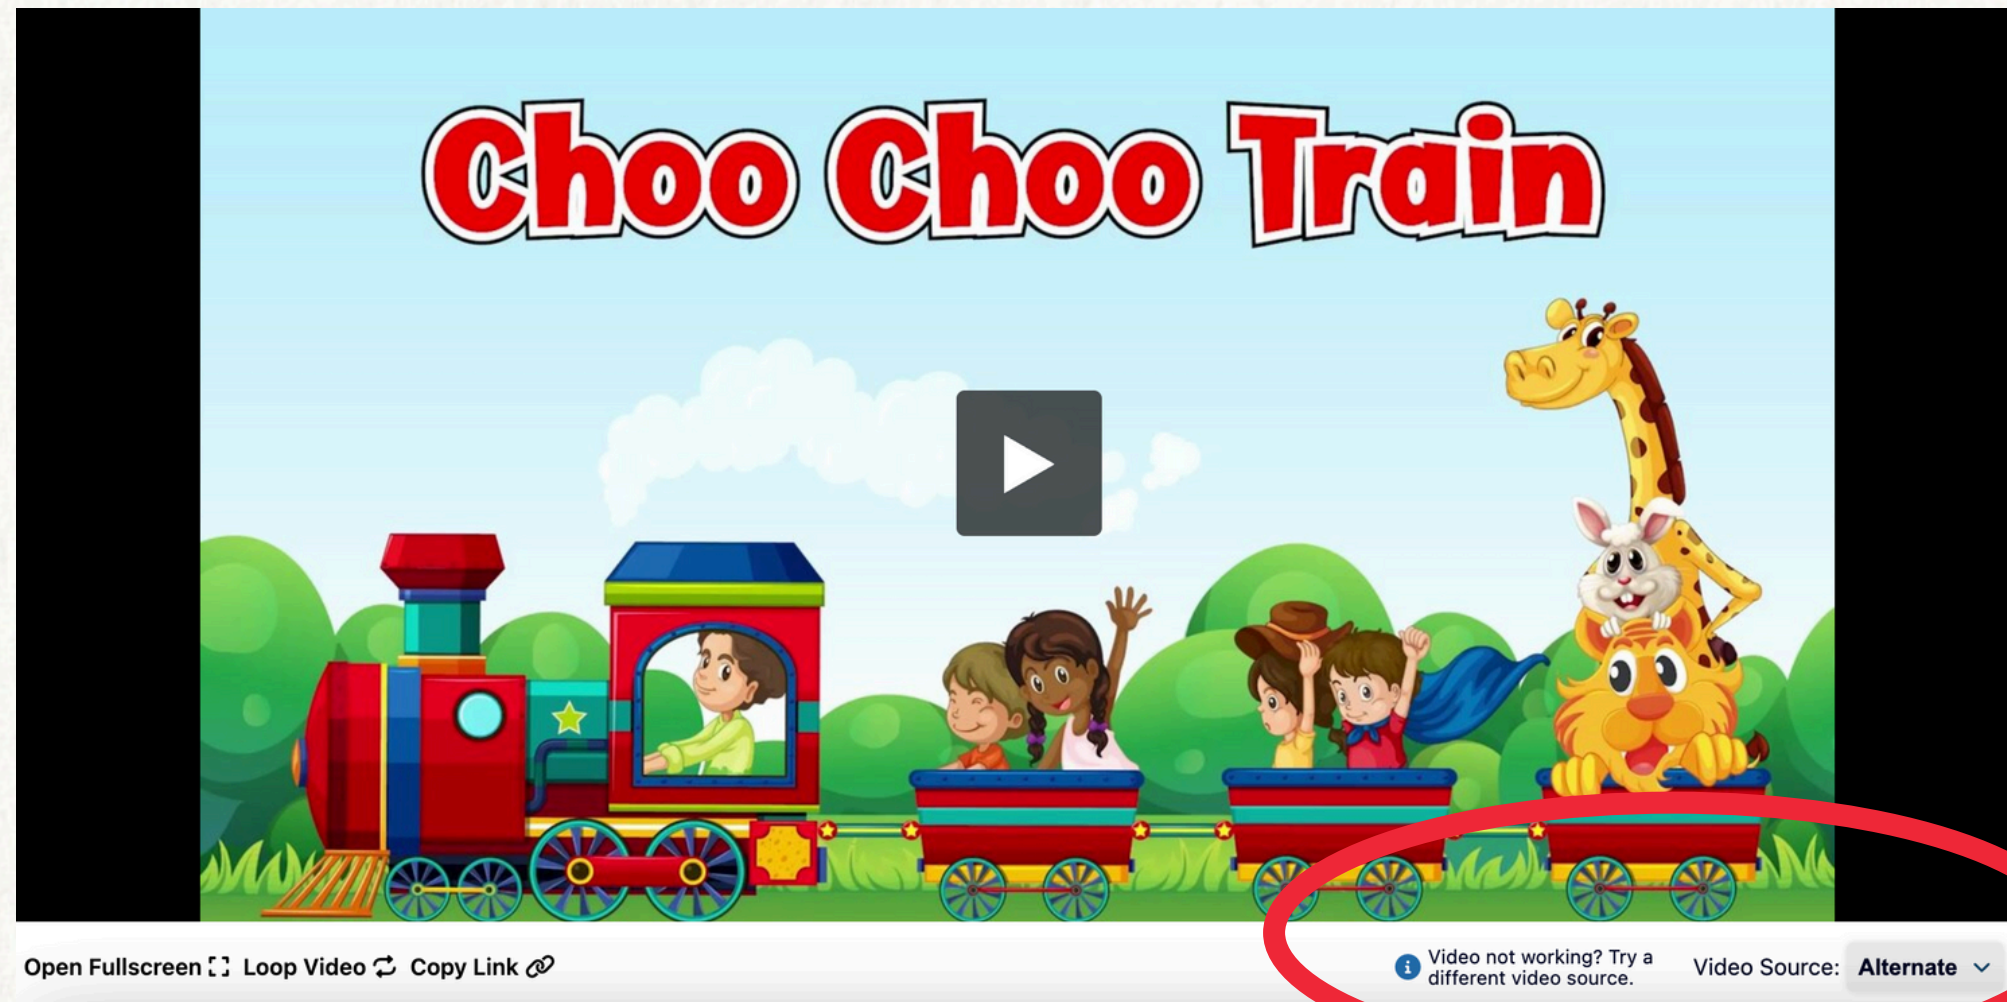 Choo Choo Train
Open Fullscreen Loop Video Copy Link
Video not working? Try a
different video source.
Video Source: Alternate